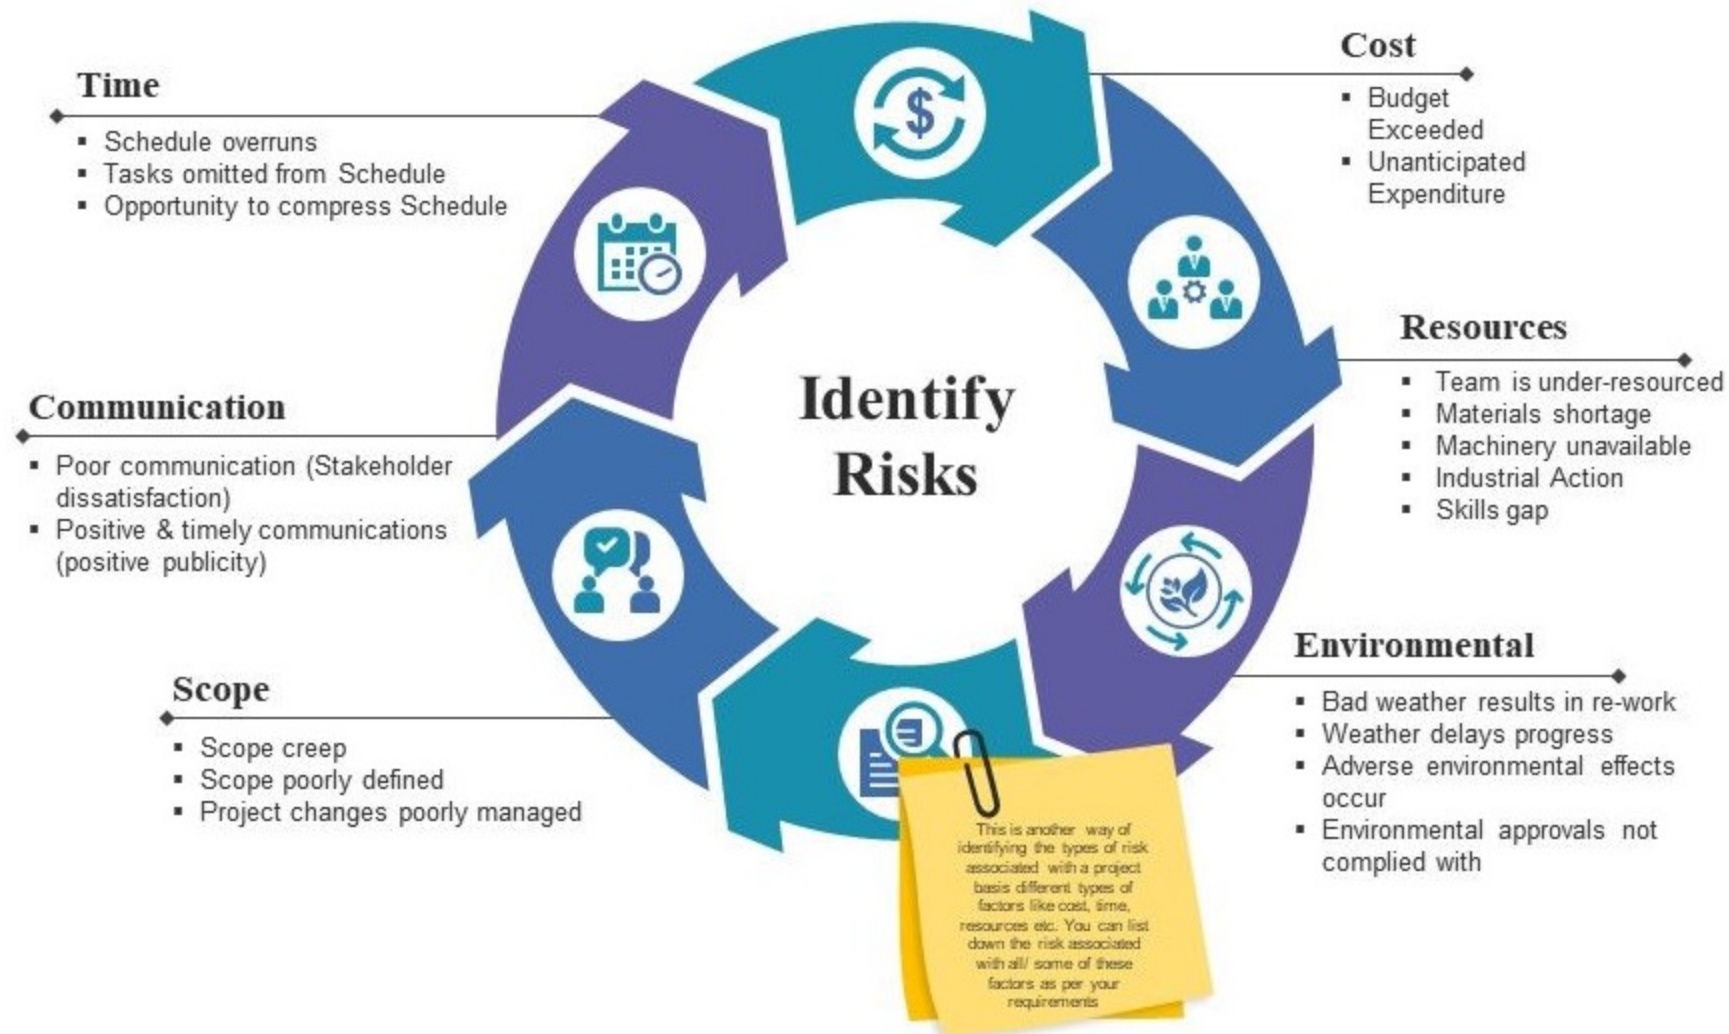 Time
▪ Schedule overruns
▪ Tasks omitted from Schedule
▪ Opportunity to compress Schedule
Communication
▪ Poor communication (Stakeholder
dissatisfaction)
▪ Positive & timely communications
(positive publicity)
Scope
▪ Scope creep
▪ Scope poorly defined
▪ Project changes poorly managed
$
Identify
Risks
Cost
▪ Budget
Exceeded
▪ Unanticipated
Expenditure
Resources
▪ Team is under-resourced
▪ Materials shortage
▪ Machinery unavailable
▪ Industrial Action
▪ Skills gap
Environmental
▪ Bad weather results in re-work
▪ Weather delays progress
▪ Adverse environmental effects
occur
▪ Environmental approvals not
complied with
This is another way of
identifying the types of risk
associated with a project
basis different types of
factors like cost, time,
resources etc. You can list
down the risk associated
with all/ some of these
factors as per your
requirements